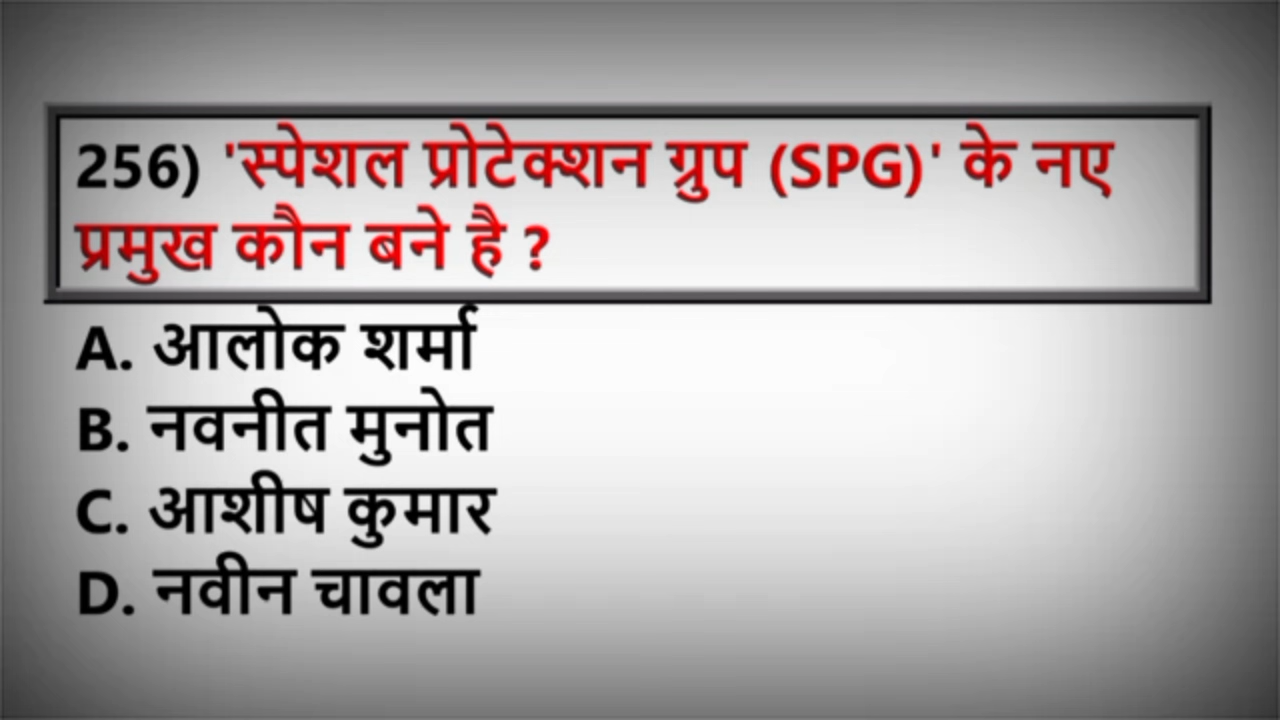 256) 'स्पेशल प्रोटेक्शन ग्रुप (SPG)' के नए
प्रमुख कौन बने है ?
A. आलोक शर्मा
B. नवनीत मुनोत
C. आशीष कुमार
D. नवीन चावला